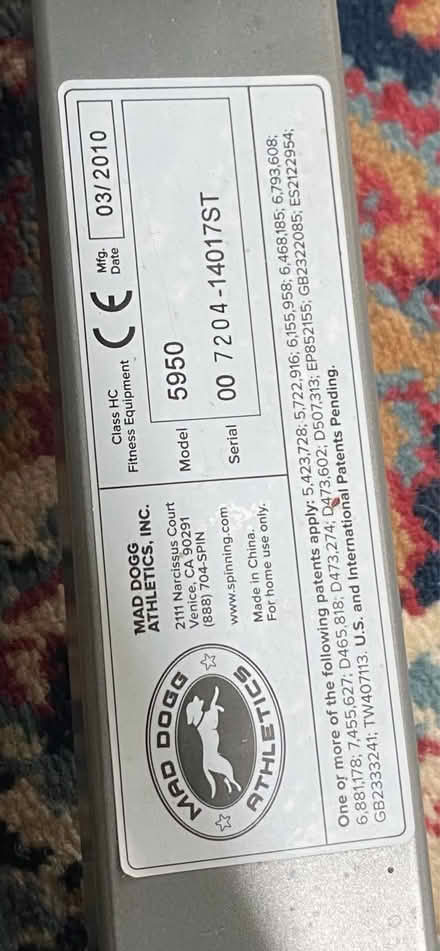 MAD DOGG
ATHLETICS
MAD DOGG
ATHLETICS, INC.
2111 Narcissus Court
Venice, CA 90291
(888) 704-SPIN
www.spinning.com
Made in China.
For home use only.
Class HC
Fitness Equipment
CE
Mfg.
Date
03/2010
Model 5950
Serial 00 7204-14017ST
One or more of the following patents apply: 5,423,728; 5,722,916; 6,155,958; 6,468,185; 6,793,608;
6,881,178; 7,455,627; D465,818; D473,274; D473,602; D507,313; EP852155; GB2322085; ES2122954;
GB2333241; TW407113. U.S. and International Patents Pending.